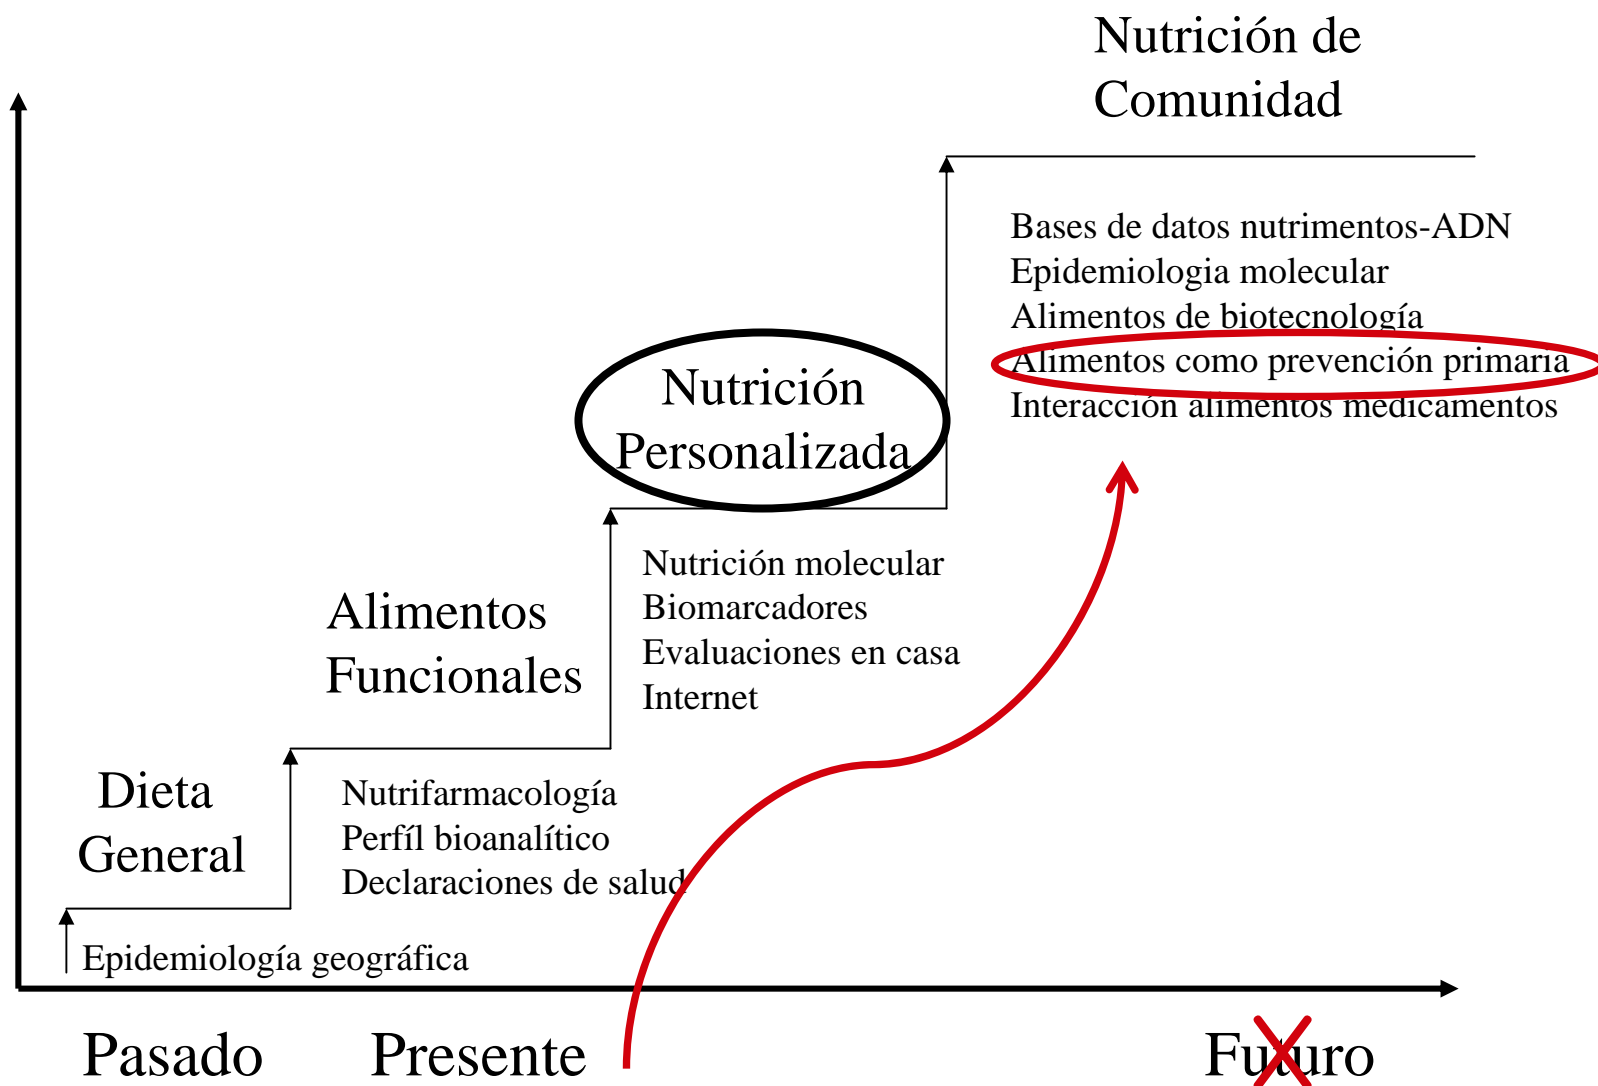 Nutrición de
Comunidad
Bases de datos nutrimentos-ADN
Epidemiologia molecular
Alimentos de biotecnología
Alimentos como prevención primaria
Interacción alimentos medicamentos
Nutrición
Personalizada
Nutrición molecular
Biomarcadores
Evaluaciones en casa
Internet
Alimentos
Funcionales
Nutrifarmacología
Perfíl bioanalítico
Declaraciones de salud
Dieta
General
Epidemiología geográfica
Pasado
Presente
Futuro